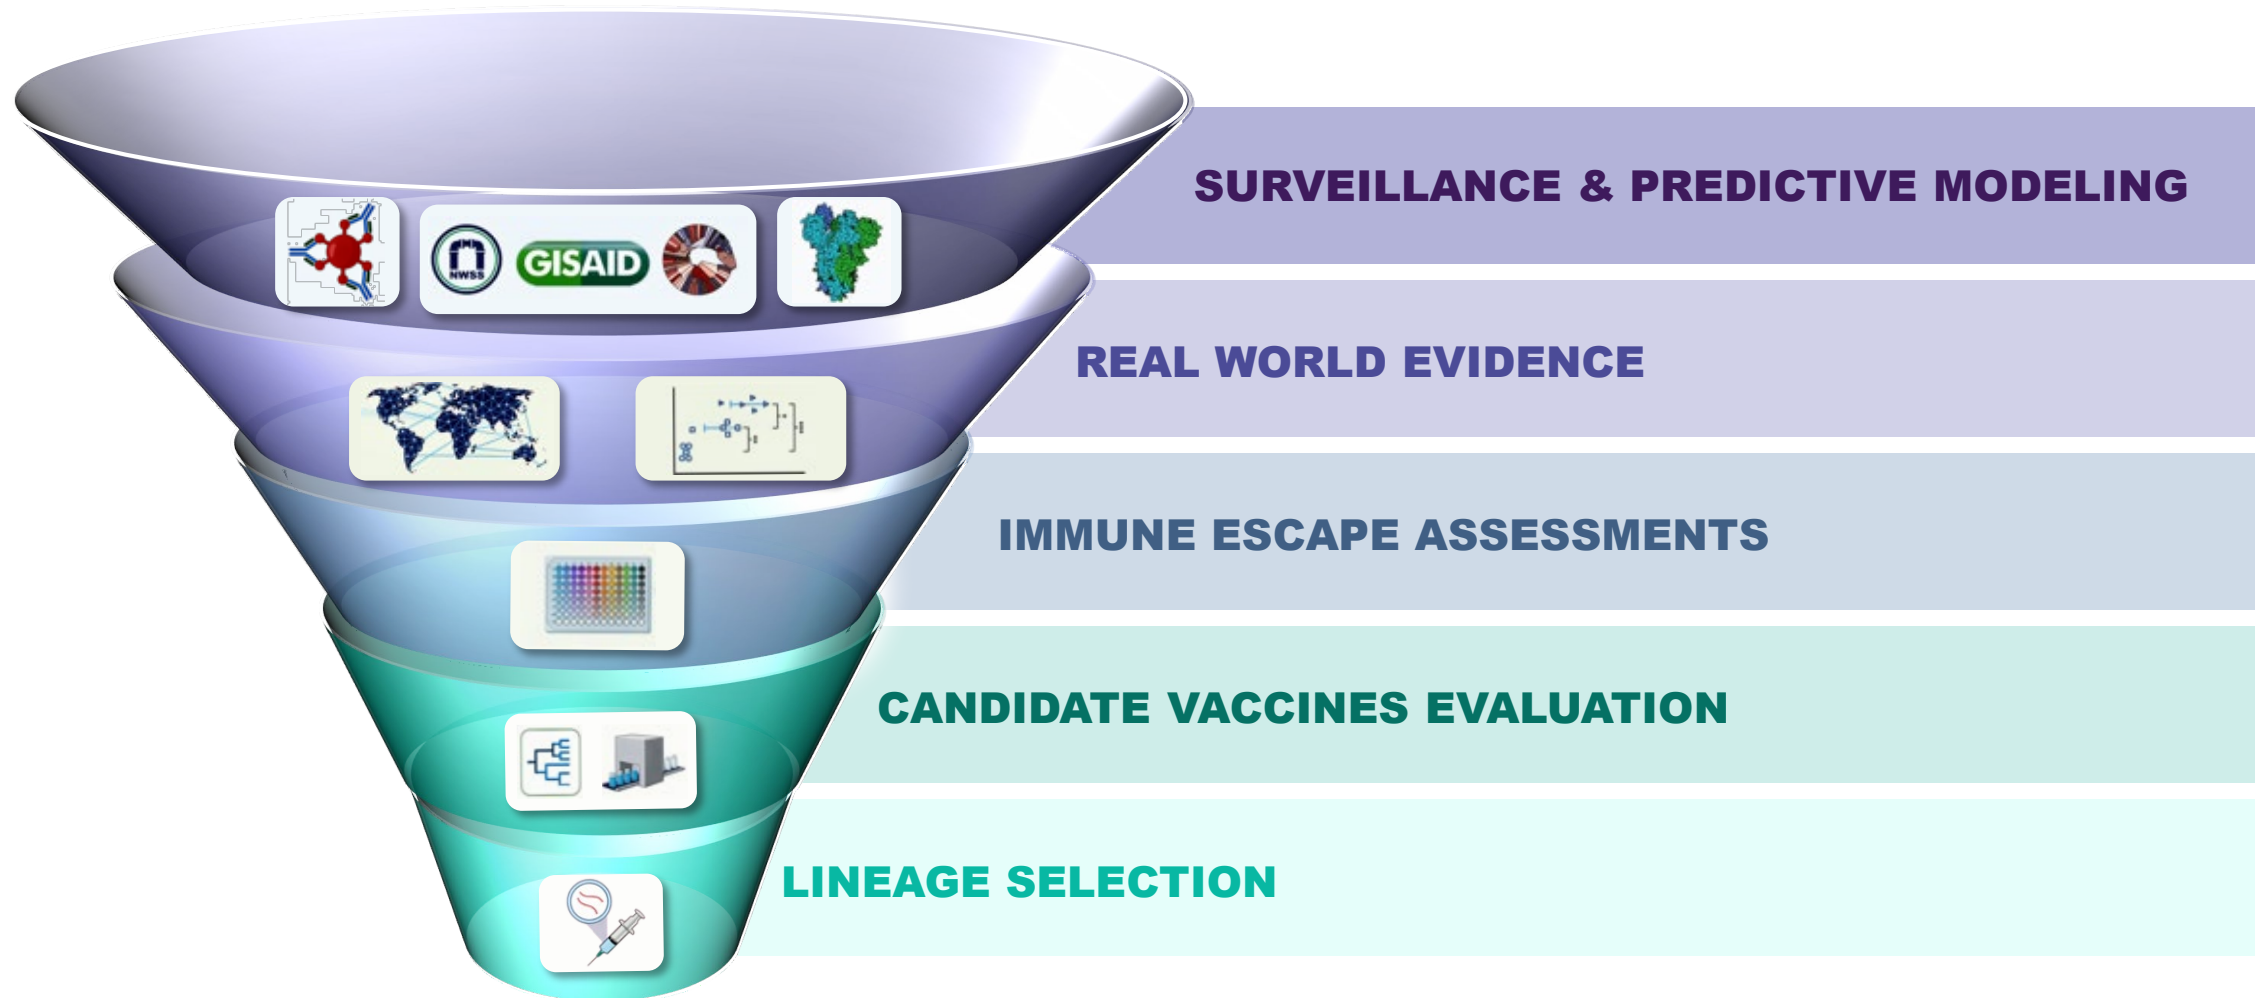 SURVEILLANCE & PREDICTIVE MODELING
NWSS
GISAID
REAL WORLD EVIDENCE
IMMUNE ESCAPE ASSESSMENTS
CANDIDATE VACCINES EVALUATION
LINEAGE SELECTION